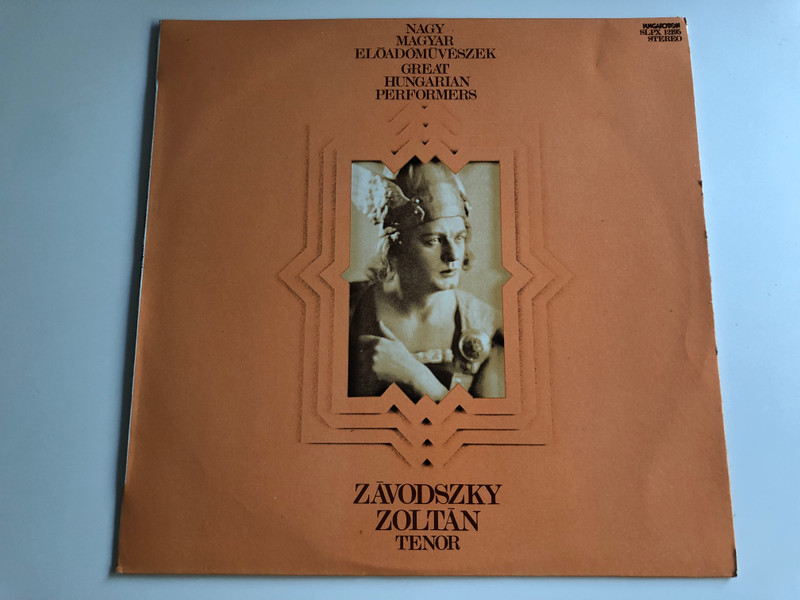 NAGY
MAGYAR
ELŐADÓMŰVÉSZEK
GREAT
HUNGARIAN
PERFORMERS
HUNGAROTON
SLPX 12195
STEREO
ZÁVODSZKY
ZOLTÁN
TENOR